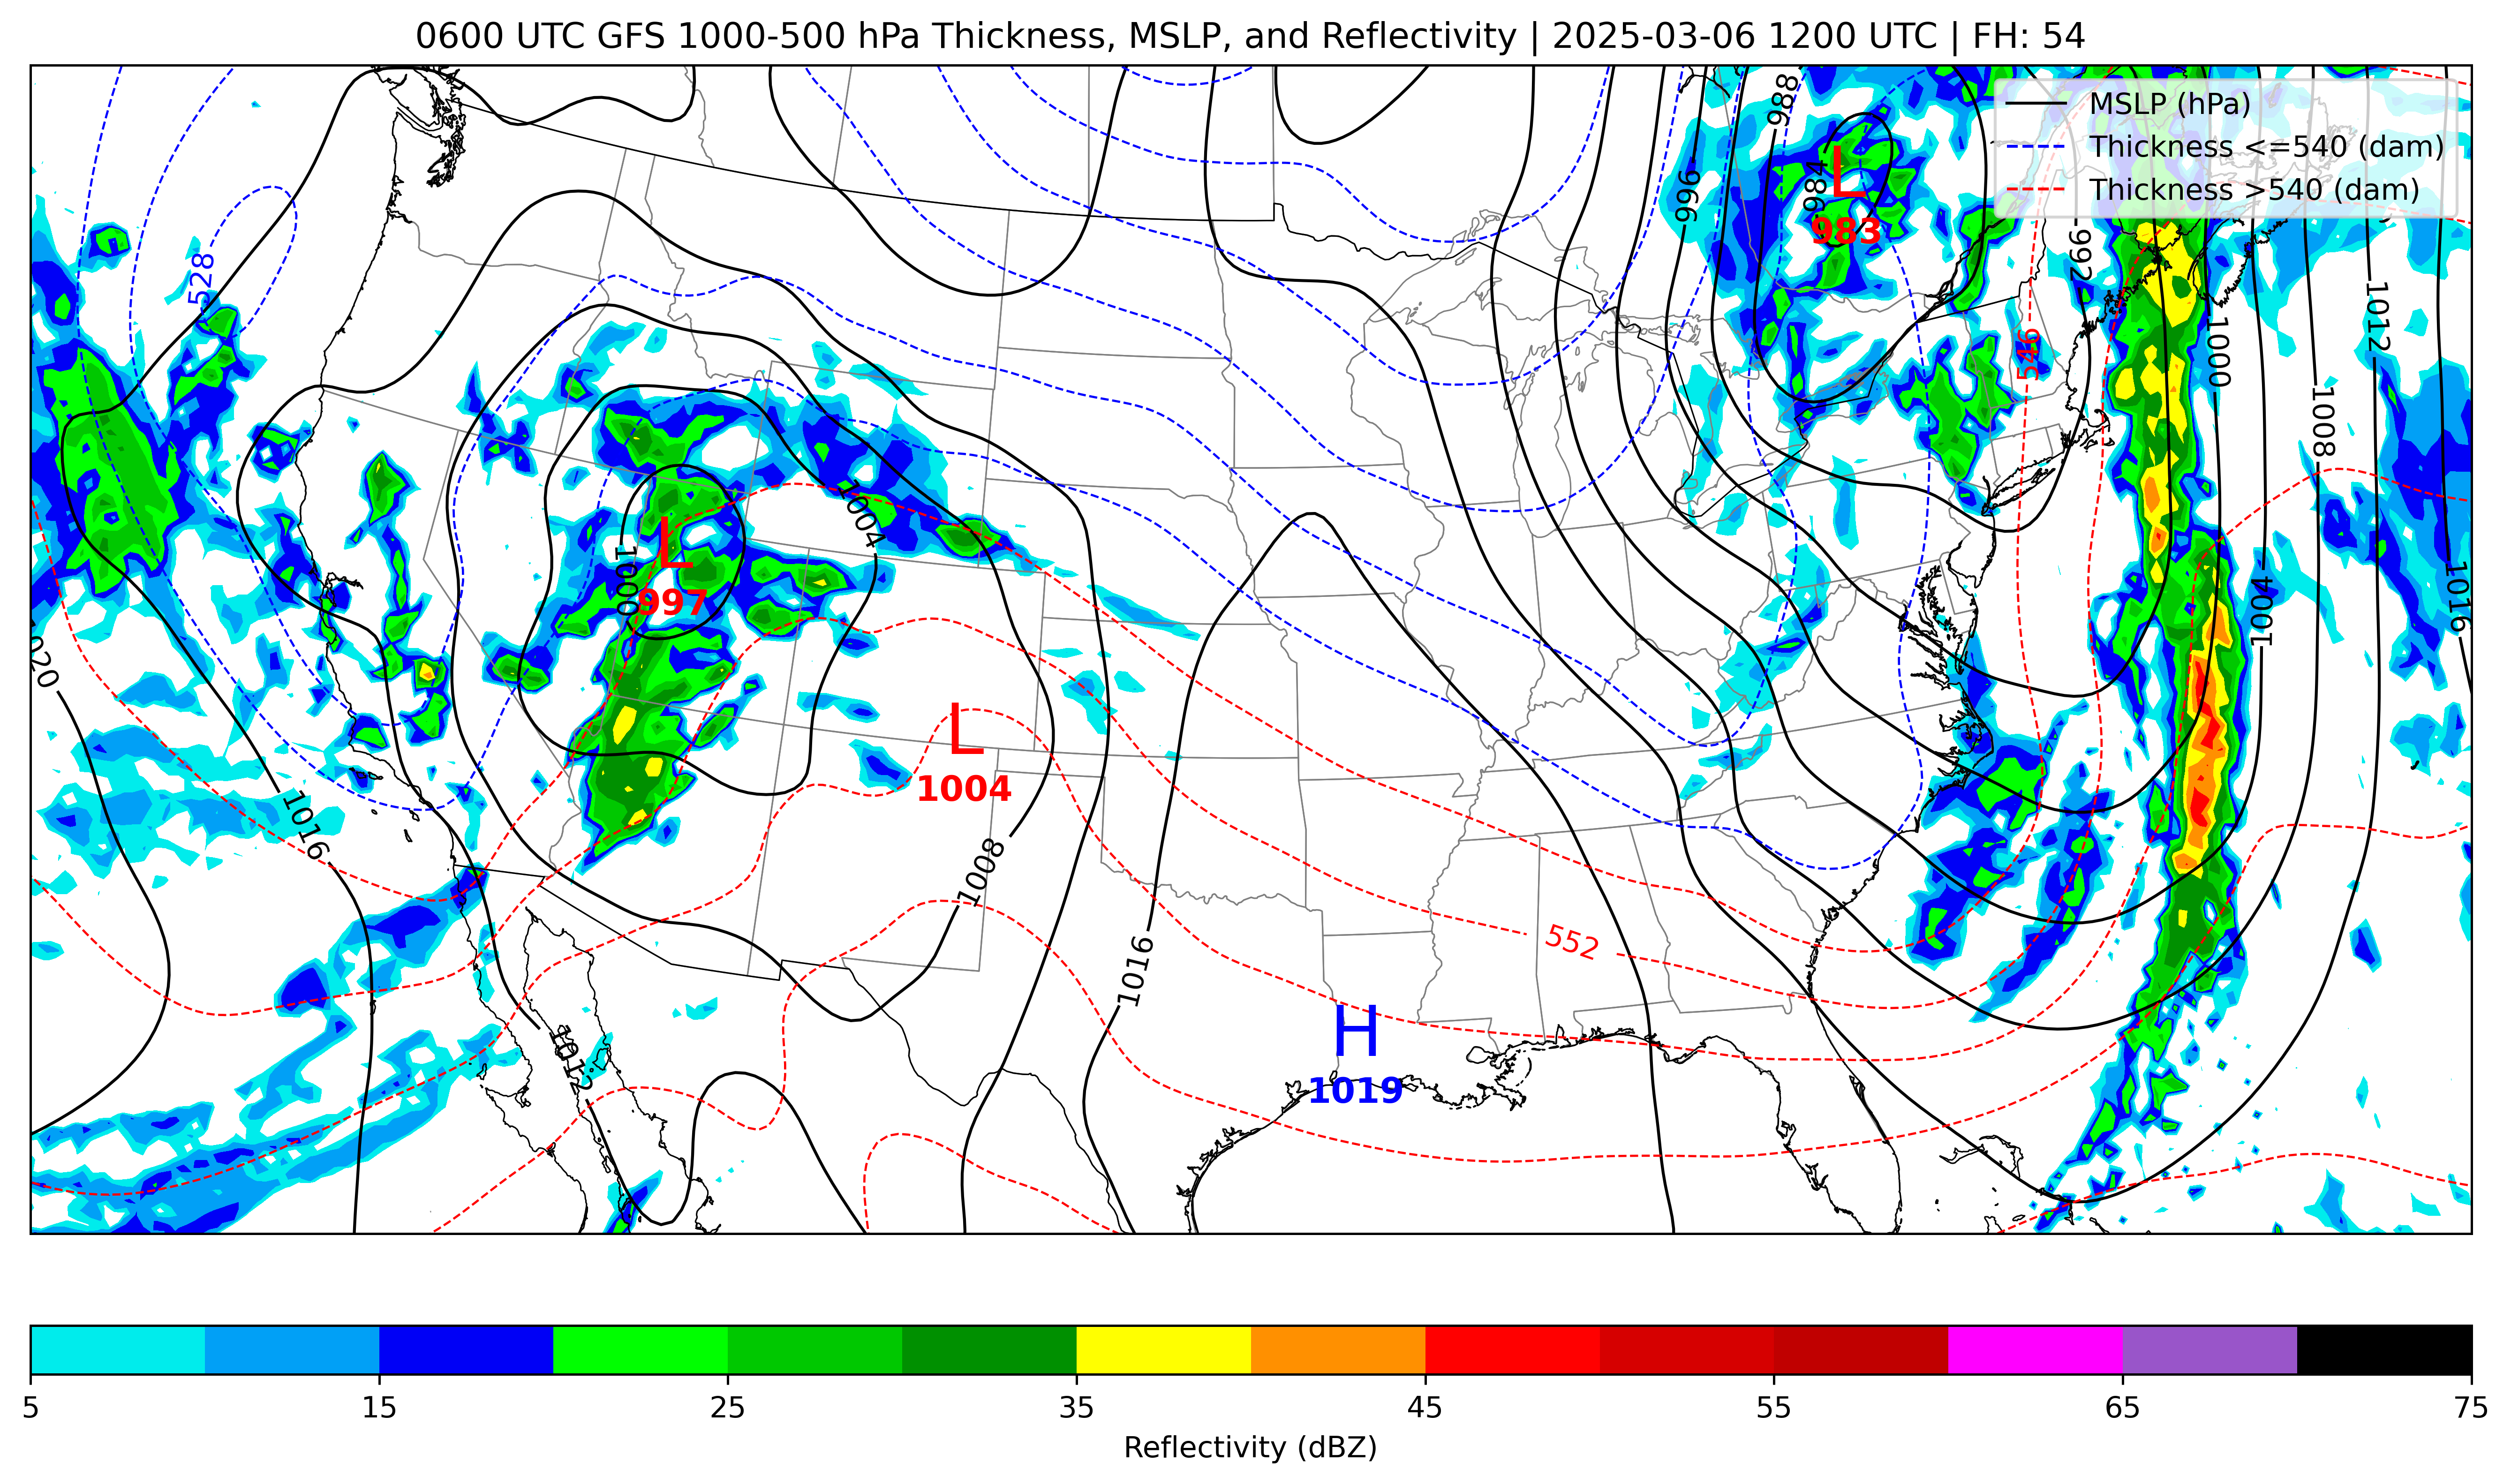 0600 UTC GFS 1000-500 hPa Thickness, MSLP, and Reflectivity | 2025-03-06 1200 UTC | FH: 54
MSLP (hPa)
Thickness <=540 (dam)
Thickness >540 (dam)
988
996
984
L
983
992
528
1012
1000
546
1008
1004
L
1000
997
1004
1016
1020
L
1004
1016
1008
552
1016
H
1019
1012
5 15 25 35 45 55 65 75
Reflectivity (dBZ)